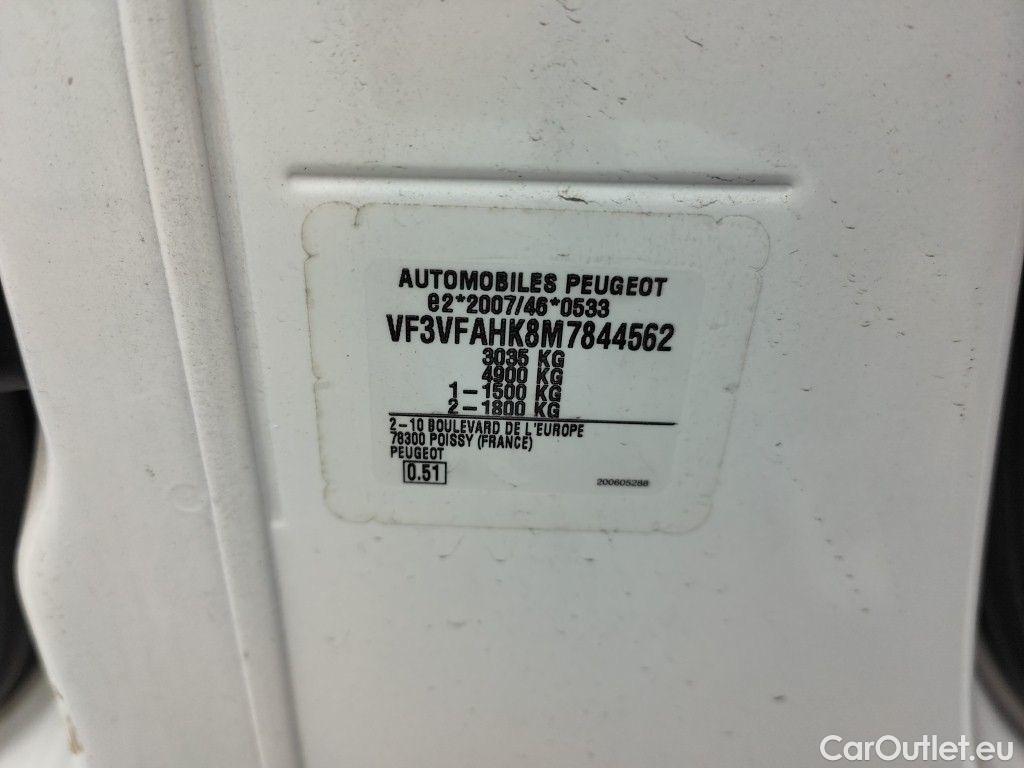 AUTOMOBILES PEUGEOT
e2*2007/46*0533
VF3VFAHK8M7844562
3035 KG
4900 KG
1-1500 KG
2-1800 KG
2-10 BOULEVARD DE L'EUROPE
78300 POISSY (FRANCE)
PEUGEOT
0.51
200605288
CarOutlet.eu